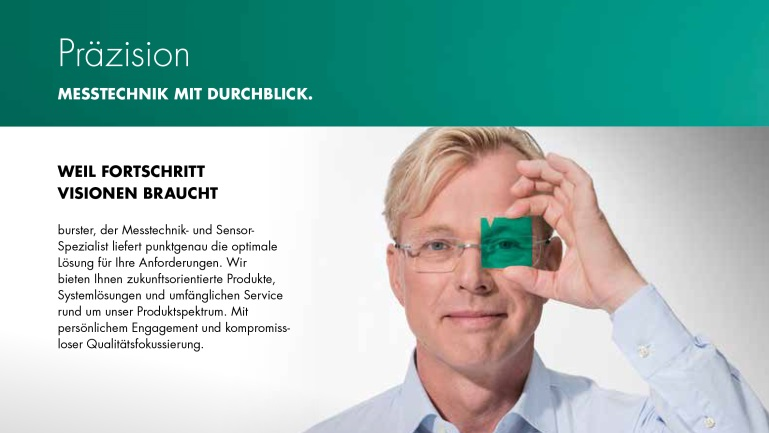 Präzision
MESSTECHNIK MIT DURCHBLICK.
WEIL FORTSCHRITT
VISIONEN BRAUCHT
burster, der Messtechnik- und Sensor-
Spezialist liefert punktgenau die optimale
Lösung für Ihre Anforderungen. Wir
bieten Ihnen zukunftsorientierte Produkte,
Systemlösungen und umfänglichen Service
rund um unser Produktspektrum. Mit
persönlichem Engagement und kompromiss-
loser Qualitätsfokussierung.